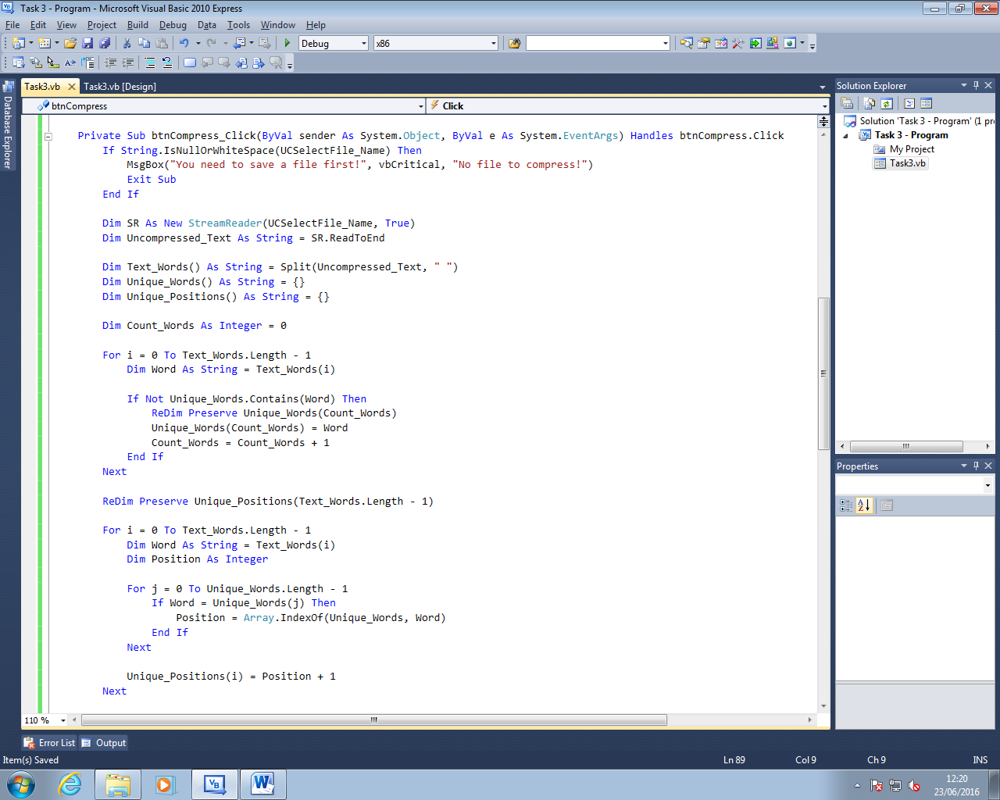 Task 3 - Program - Microsoft Visual Basic 2010 Express
File Edit View Project Build Debug Data Tools Window Help
Debug x86
Task3.vb Task3.vb [Design]
btnCompress Click
Database Explorer
Private Sub btnCompress_Click(ByVal sender As System.Object, ByVal e As System.EventArgs) Handles btnCompress.Click
If String.IsNullOrWhiteSpace(UCSelectFile_Name) Then
MsgBox("You need to save a file first!", vbCritical, "No file to compress!")
Exit Sub
End If
Dim SR As New StreamReader(UCSelectFile_Name, True)
Dim Uncompressed_Text As String = SR.ReadToEnd
Dim Text_Words() As String = Split(Uncompressed_Text, " ")
Dim Unique_Words() As String = {}
Dim Unique_Positions() As String = {}
Dim Count_Words As Integer = 0
For i = 0 To Text_Words.Length - 1
Dim Word As String = Text_Words(i)
If Not Unique_Words.Contains(Word) Then
ReDim Preserve Unique_Words(Count_Words)
Unique_Words(Count_Words) = Word
Count_Words = Count_Words + 1
End If
Next
ReDim Preserve Unique_Positions(Text_Words.Length - 1)
For i = 0 To Text_Words.Length - 1
Dim Word As String = Text_Words(i)
Dim Position As Integer
For j = 0 To Unique_Words.Length - 1
If Word = Unique_Words(j) Then
Position = Array.IndexOf(Unique_Words, Word)
End If
Next
Unique_Positions(i) = Position + 1
Next
110 %
Solution Explorer
Solution 'Task 3 - Program' (1 pr
Task 3 - Program
My Project
Task3.vb
Properties
Error List Output
Item(s) Saved Ln 89 Col 9 Ch 9 INS
12:20
23/06/2016